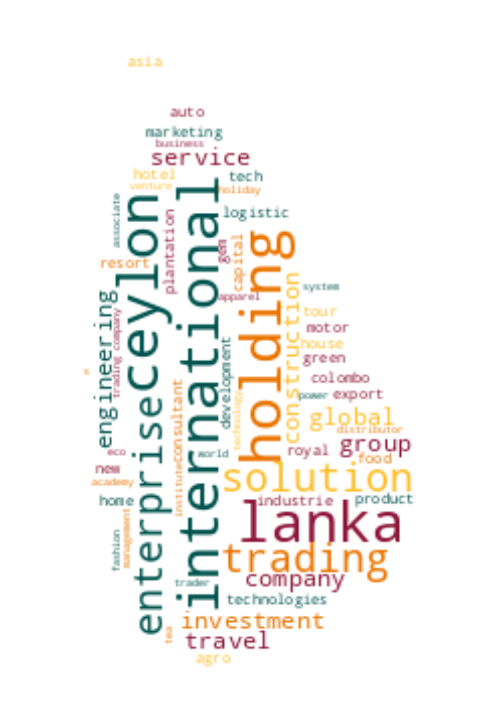 asia
auto
marketing
business
service
hotel
tech
venture
holiday
associate
ceylon
international
plantation
logistic
gem
capital
holding
resort
construction
system
apparel
engineering
trading company
tour
motor
house
development
green
colombo
consultant
technology
power
export
enterprise
global
distributor
group
eco
world
royal
food
new
solution
academy
institute
home
industrie
product
lanka
management
fashion
trading
trader
company
technologies
tea
investment
travel
agro